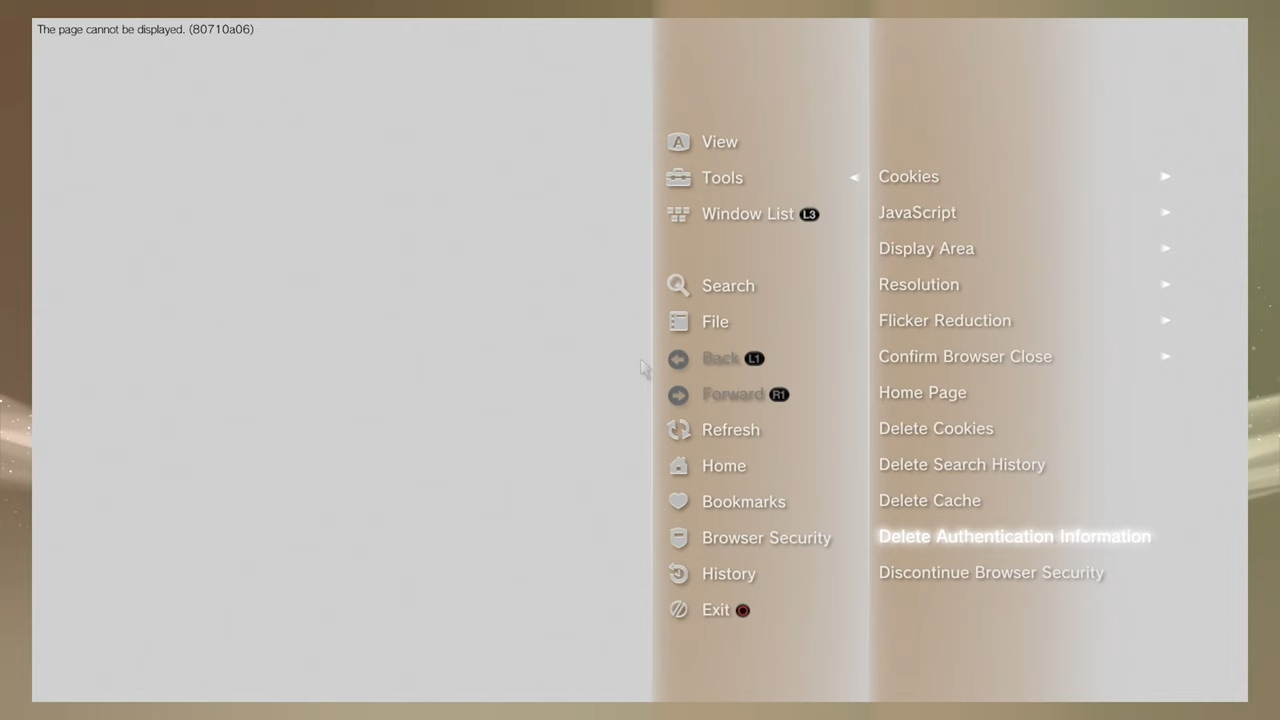 The page cannot be displayed. (80710a06)
A View
Tools
Window List L3
Search
File
Back L1
Forward R1
Refresh
Home
Bookmarks
Browser Security
History
Exit
Cookies
JavaScript
Display Area
Resolution
Flicker Reduction
Confirm Browser Close
Home Page
Delete Cookies
Delete Search History
Delete Cache
Delete Authentication Information
Discontinue Browser Security